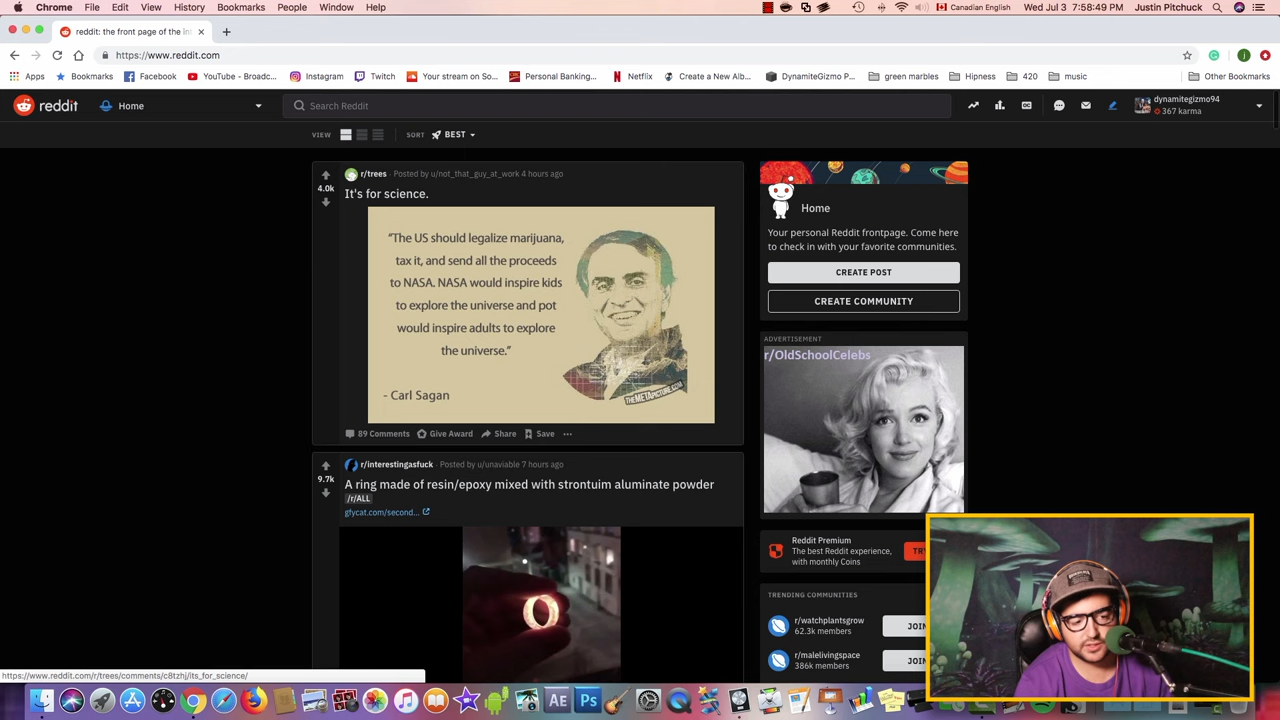 Chrome File Edit View History Bookmarks People Window Help Canadian English Wed Jul 3 7:58:49 PM Justin Pitchuck
reddit: the front page of the in
https://www.reddit.com
Apps Bookmarks Facebook YouTube - Broadc... Instagram Twitch Your stream on So... Personal Banking... Netflix Create a New Alb... DynamiteGizmo P... green marbles Hipness 420 music Other Bookmarks
reddit Home Search Reddit dynamitegizmo94
367 karma
VIEW SORT BEST
r/trees · Posted by u/not_that_guy_at_work 4 hours ago
4.0k
It's for science.
"The US should legalize marijuana,
tax it, and send all the proceeds
to NASA. NASA would inspire kids
to explore the universe and pot
would inspire adults to explore
the universe."
- Carl Sagan
THEMETAPICTURE.COM
89 Comments Give Award Share Save
r/interestingasfuck · Posted by u/unaviable 7 hours ago
9.7k
A ring made of resin/epoxy mixed with strontuim aluminate powder
/r/ALL
gfycat.com/second...
Home
Your personal Reddit frontpage. Come
here to check in with your favorite communities.
CREATE POST
CREATE COMMUNITY
ADVERTISEMENT
r/OldSchoolCelebs
Reddit Premium
The best Reddit experience,
with monthly Coins
TRY
TRENDING COMMUNITIES
r/watchplantsgrow
62.3k members
JOIN
r/malelivingspace
386k members
JOIN
https://www.reddit.com/r/trees/comments/c8tzhj/its_for_science/
AE Ps